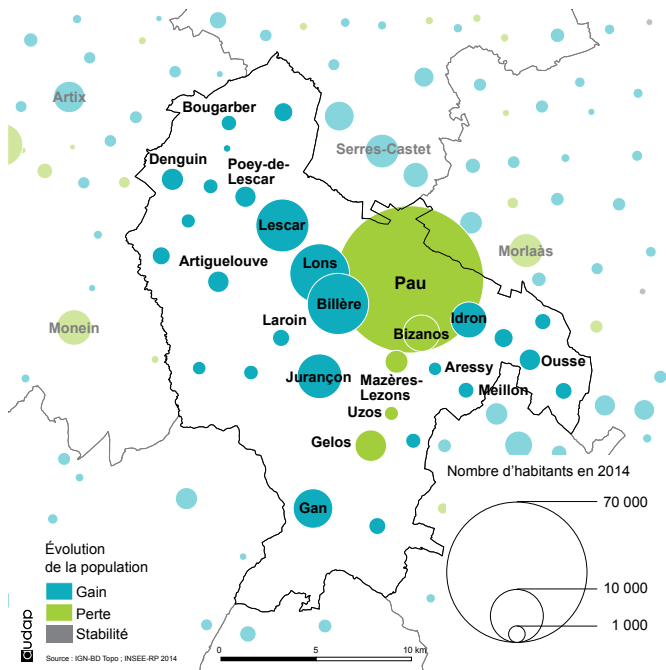 Artix
Bougarber
Serres-Castet
Denguin
Poey-de-
Lescar
Lescar
Morlaàs
Artiguelouve
Lons
Pau
Billère
Laroin
Bizanos
Idron
Monein
Jurançon
Mazères-
Lezons
Aressy
Ousse
Meillon
Uzos
Gelos
Gan
Nombre d'habitants en 2014
70 000
10 000
1 000
Évolution
de la population
Gain
Perte
Stabilité
audap
Source : IGN-BD Topo ; INSEE-RP 2014
0 5 10 km